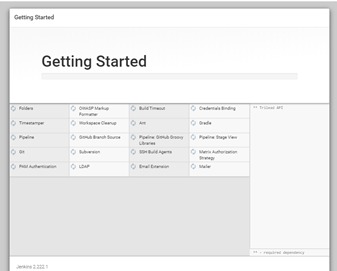 Getting Started
Getting Started
Folders
OWASP Markup
Formatter
Build Timeout
Credentials Binding
** Trilead API
Timestamper
Workspace Cleanup
Ant
Gradle
Pipeline
GitHub Branch Source
Pipeline: GitHub Groovy
Libraries
Pipeline: Stage View
Git
Subversion
SSH Build Agents
Matrix Authorization
Strategy
PAM Authentication
LDAP
Email Extension
Mailer
** - required dependency
Jenkins 2.222.1